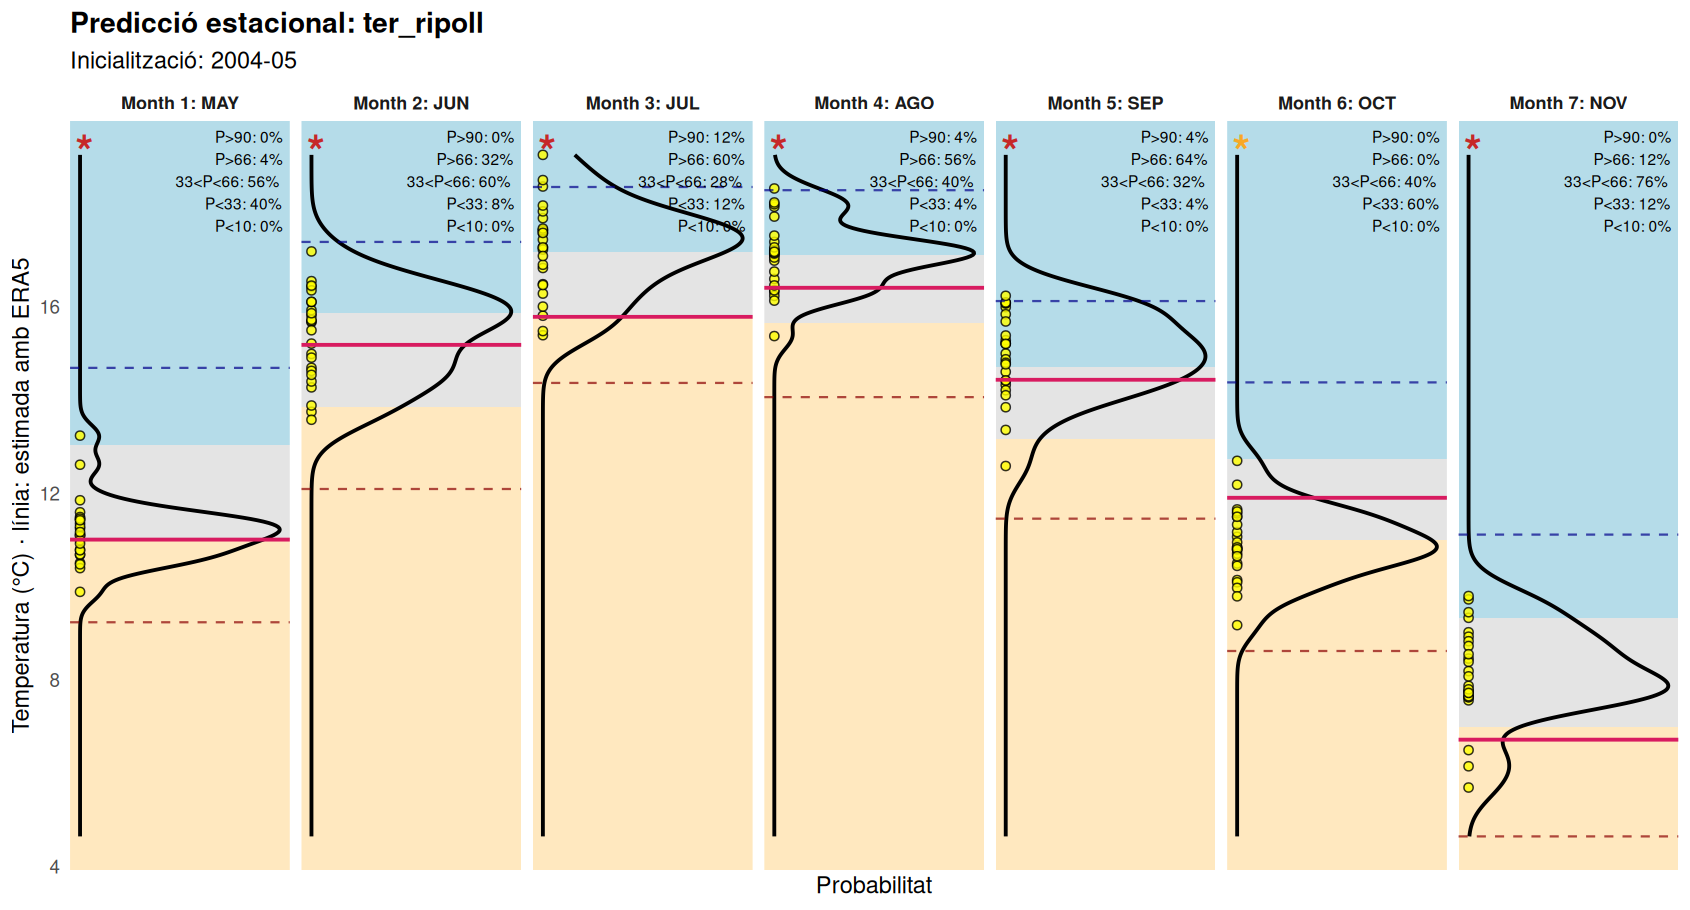 Predicció estacional: ter_ripoll
Inicialització: 2004-05
Month 1: MAY
P>90: 0%
P>66: 4%
33<P<66: 56%
P<33: 40%
P<10: 0%
Month 2: JUN
P>90: 0%
P>66: 32%
33<P<66: 60%
P<33: 8%
P<10: 0%
Month 3: JUL
P>90: 12%
P>66: 60%
33<P<66: 28%
P<33: 12%
P<10: 0%
Month 4: AGO
P>90: 4%
P>66: 56%
33<P<66: 40%
P<33: 4%
P<10: 0%
Month 5: SEP
P>90: 4%
P>66: 64%
33<P<66: 32%
P<33: 4%
P<10: 0%
Month 6: OCT
P>90: 0%
P>66: 0%
33<P<66: 40%
P<33: 60%
P<10: 0%
Month 7: NOV
P>90: 0%
P>66: 12%
33<P<66: 76%
P<33: 12%
P<10: 0%
Temperatura (°C) · línia: estimada amb ERA5
16
12
8
4
Probabilitat